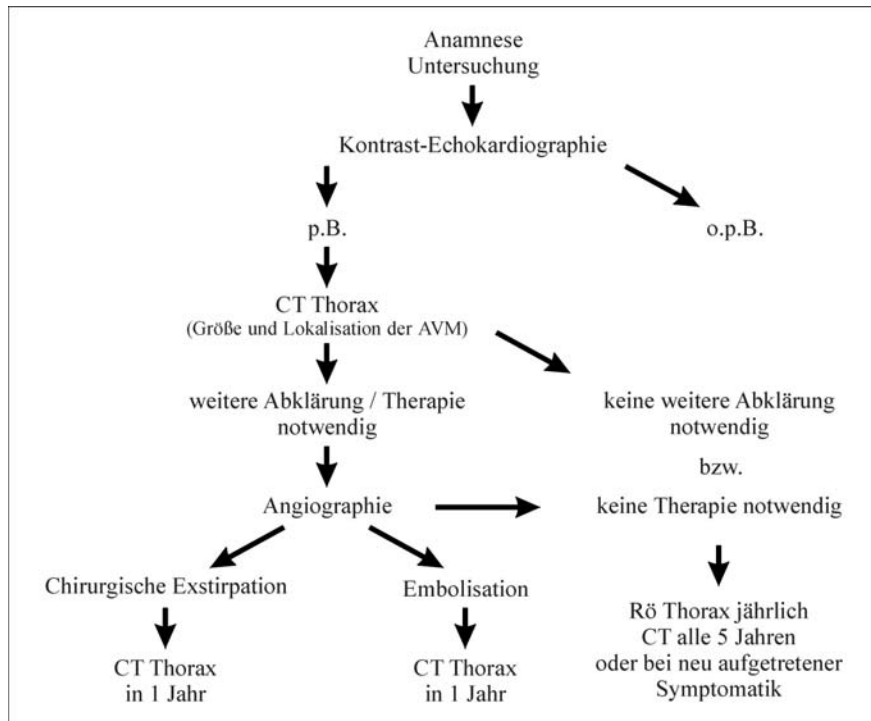 Anamnese
Untersuchung
Kontrast-Echokardiographie
p.B.
o.p.B.
CT Thorax
(Größe und Lokalisation der AVM)
weitere Abklärung / Therapie
notwendig
keine weitere Abklärung
notwendig
bzw.
keine Therapie notwendig
Angiographie
Chirurgische Exstirpation
Embolisation
CT Thorax
in 1 Jahr
CT Thorax
in 1 Jahr
Rö Thorax jährlich
CT alle 5 Jahren
oder bei neu aufgetretener
Symptomatik